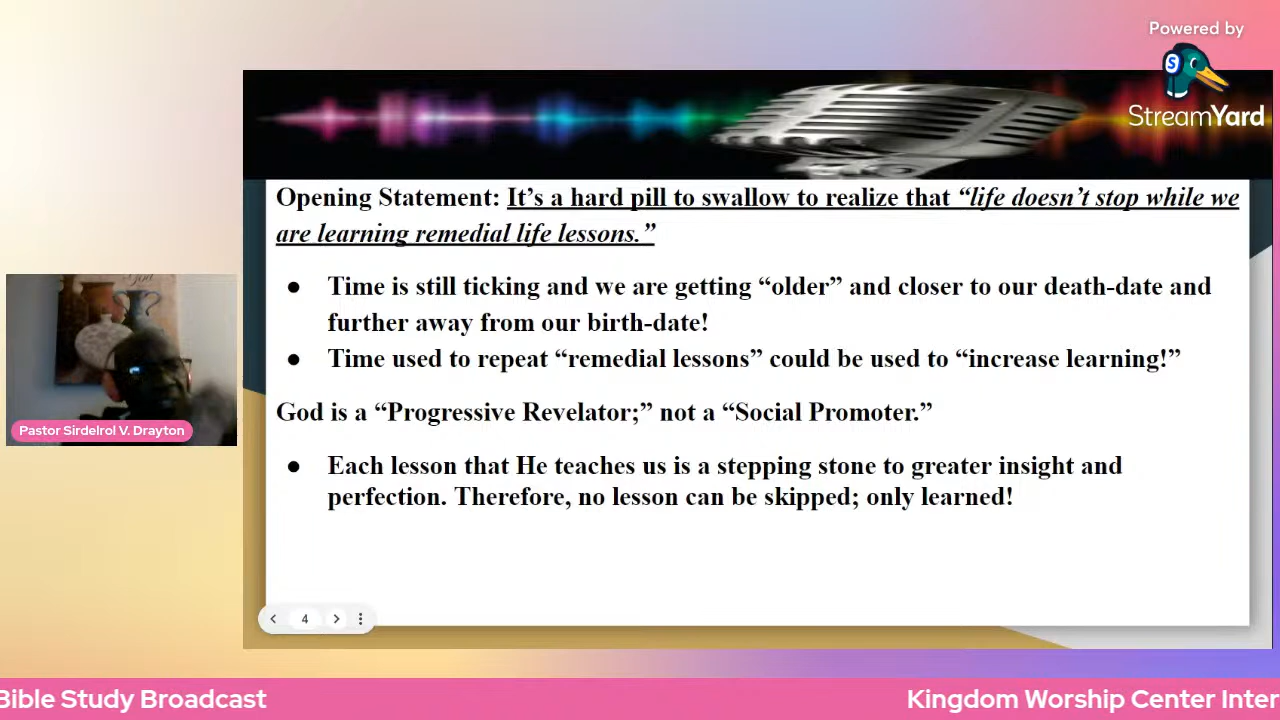 Powered by
S
StreamYard
Opening Statement: It’s a hard pill to swallow to realize that “life doesn’t stop while we
are learning remedial life lessons.”
● Time is still ticking and we are getting “older” and closer to our death-date and
further away from our birth-date!
● Time used to repeat “remedial lessons” could be used to “increase learning!”
God is a “Progressive Revelator;” not a “Social Promoter.”
● Each lesson that He teaches us is a stepping stone to greater insight and
perfection. Therefore, no lesson can be skipped; only learned!
Pastor Sirdelrol V. Drayton
4
Bible Study Broadcast
Kingdom Worship Center Inter